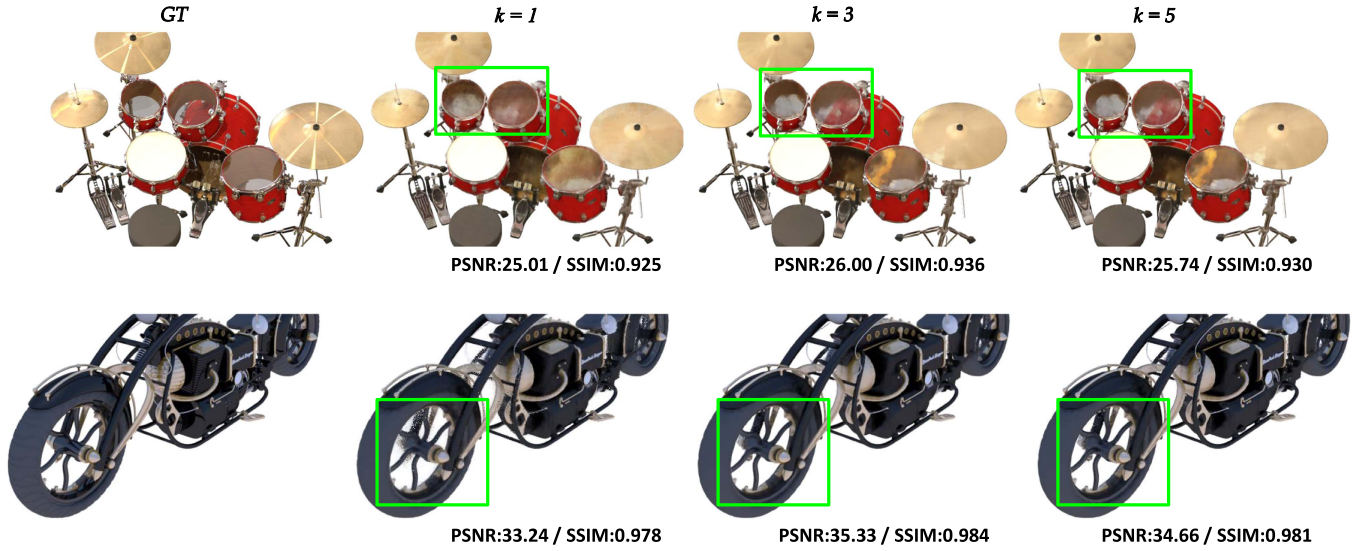 GT k = 1 k = 3 k = 5
PSNR:25.01 / SSIM:0.925 PSNR:26.00 / SSIM:0.936 PSNR:25.74 / SSIM:0.930
PSNR:33.24 / SSIM:0.978 PSNR:35.33 / SSIM:0.984 PSNR:34.66 / SSIM:0.981